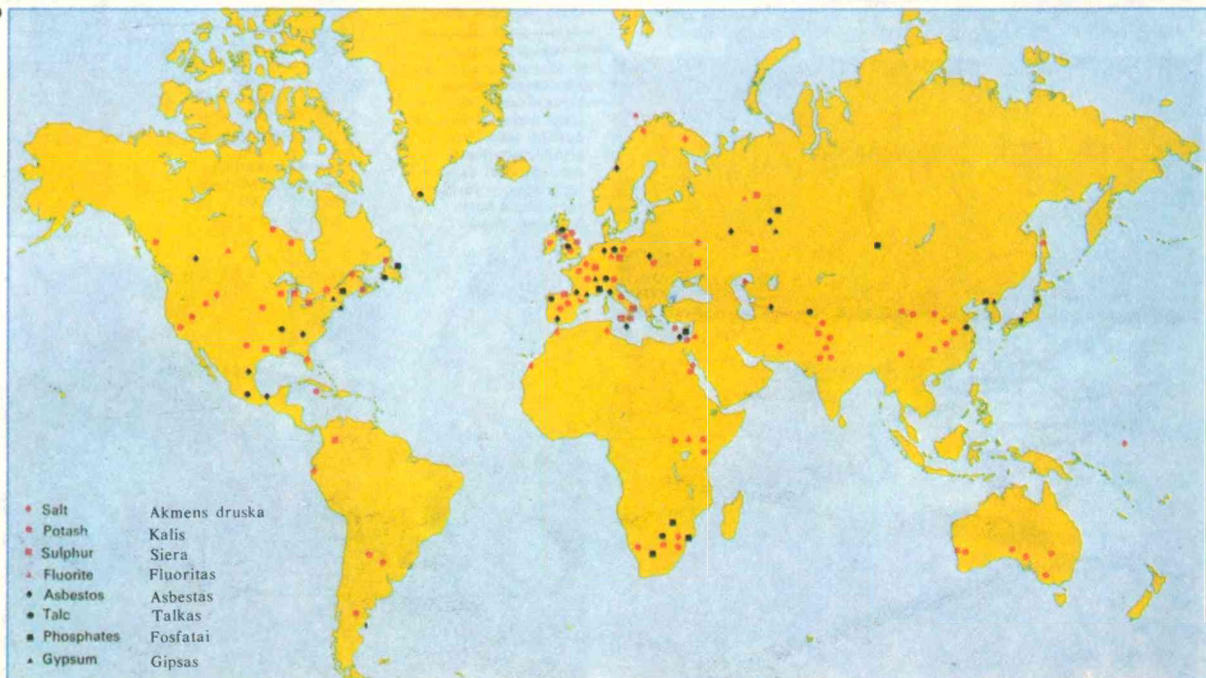 Salt Akmens druska
Potash Kalis
Sulphur Siera
Fluorite Fluoritas
Asbestos Asbestas
Talc Talkas
Phosphates Fosfatai
Gypsum Gipsas